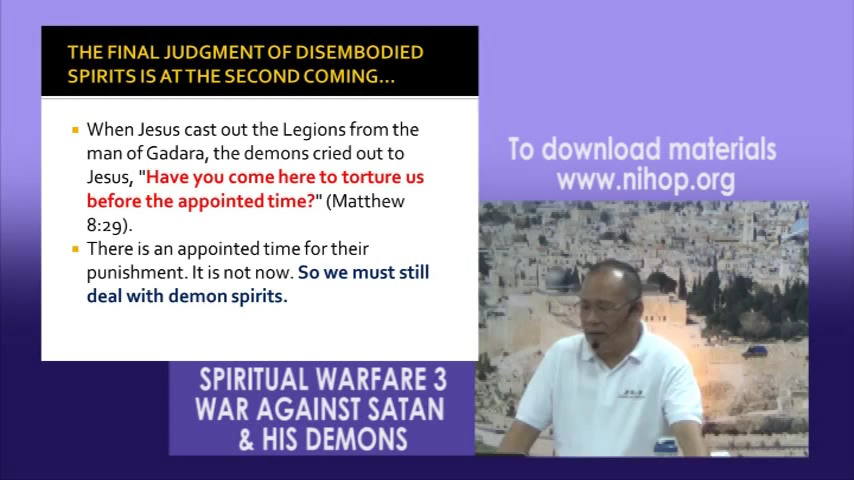 THE FINAL JUDGMENT OF DISEMBODIED
SPIRITS IS AT THE SECOND COMING...
When Jesus cast out the Legions from the
man of Gadara, the demons cried out to
Jesus, "Have you come here to torture us
before the appointed time?" (Matthew
8:29).
There is an appointed time for their
punishment. It is not now. So we must still
deal with demon spirits.
To download materials
www.nihop.org
SPIRITUAL WARFARE 3
WAR AGAINST SATAN
& HIS DEMONS